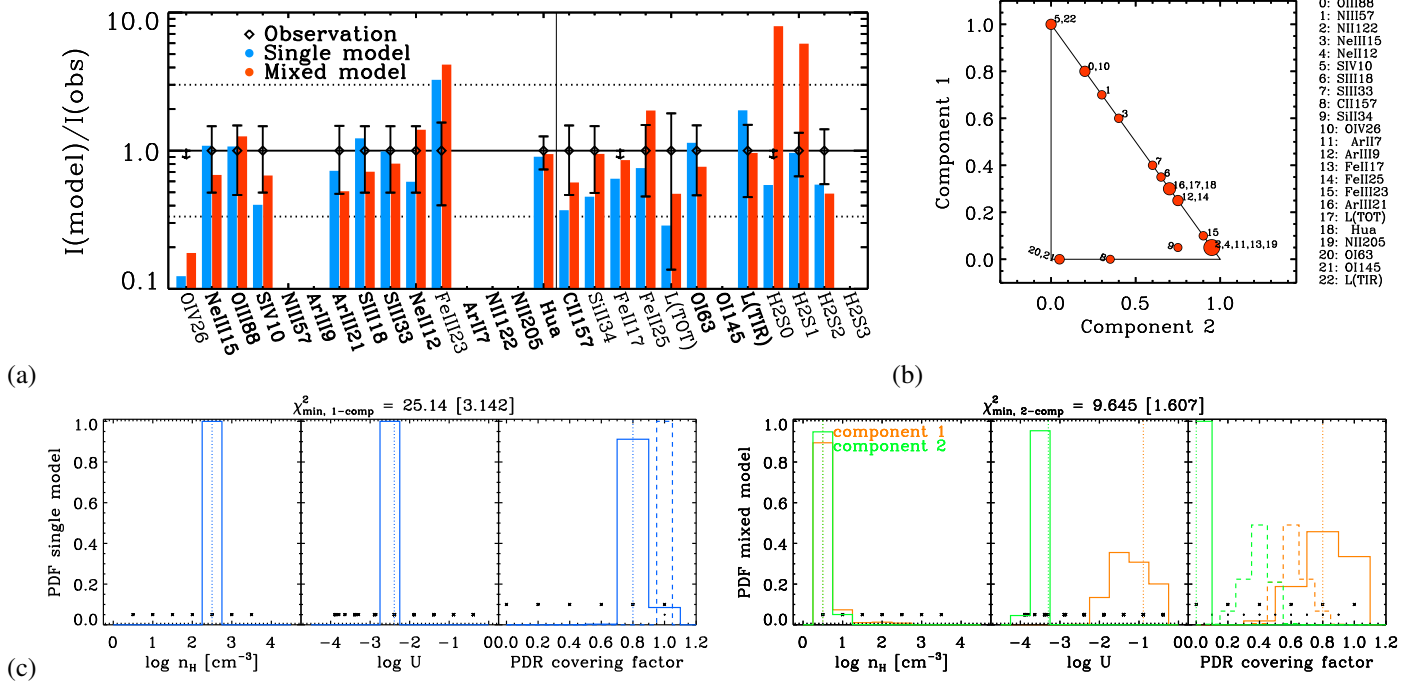 10.0
1.0
0.1
I(model)/I(obs)
Observation
Single model
Mixed model
OIV26
NeIII15
OIII88
SIV10
NIII57
ArIII9
ArIII21
SIII18
SIII33
NeII12
FeIII23
ArII7
NII122
NII205
Hua
CII157
SiII34
FeII17
FeII25
L(TOT)
OI63
OI145
L(TIR)
H2S0
H2S1
H2S2
H2S3
(a)
1.0
0.8
0.6
0.4
0.2
0.0
Component 1
5,22
0,10
1
3
7
6
16,17,18
12,14
15
2,4,11,13,19
9
8
20,21
0.0 0.5 1.0
Component 2
0: OIII88
1: NIII57
2: NII122
3: NeIII15
4: NeII12
5: SIV10
6: SIII18
7: SIII33
8: CII157
9: SiII34
10: OIV26
11: ArII7
12: ArIII9
13: FeII17
14: FeII25
15: FeIII23
16: ArIII21
17: L(TOT)
18: Hua
19: NII205
20: OI63
21: OI145
22: L(TIR)
(b)
χ²min, 1-comp = 25.14 [3.142]
1.0
0.8
0.6
0.4
0.2
0.0
PDF single model
0 1 2 3 4
log nH [cm⁻³]
−4 −3 −2 −1
log U
0.0 0.2 0.4 0.6 0.8 1.0 1.2
PDR covering factor
(c)
χ²min, 2-comp = 9.645 [1.607]
component 1
component 2
1.0
0.8
0.6
0.4
0.2
0.0
PDF mixed model
0 1 2 3 4
log nH [cm⁻³]
−4 −3 −2 −1
log U
0.0 0.2 0.4 0.6 0.8 1.0 1.2
PDR covering factor